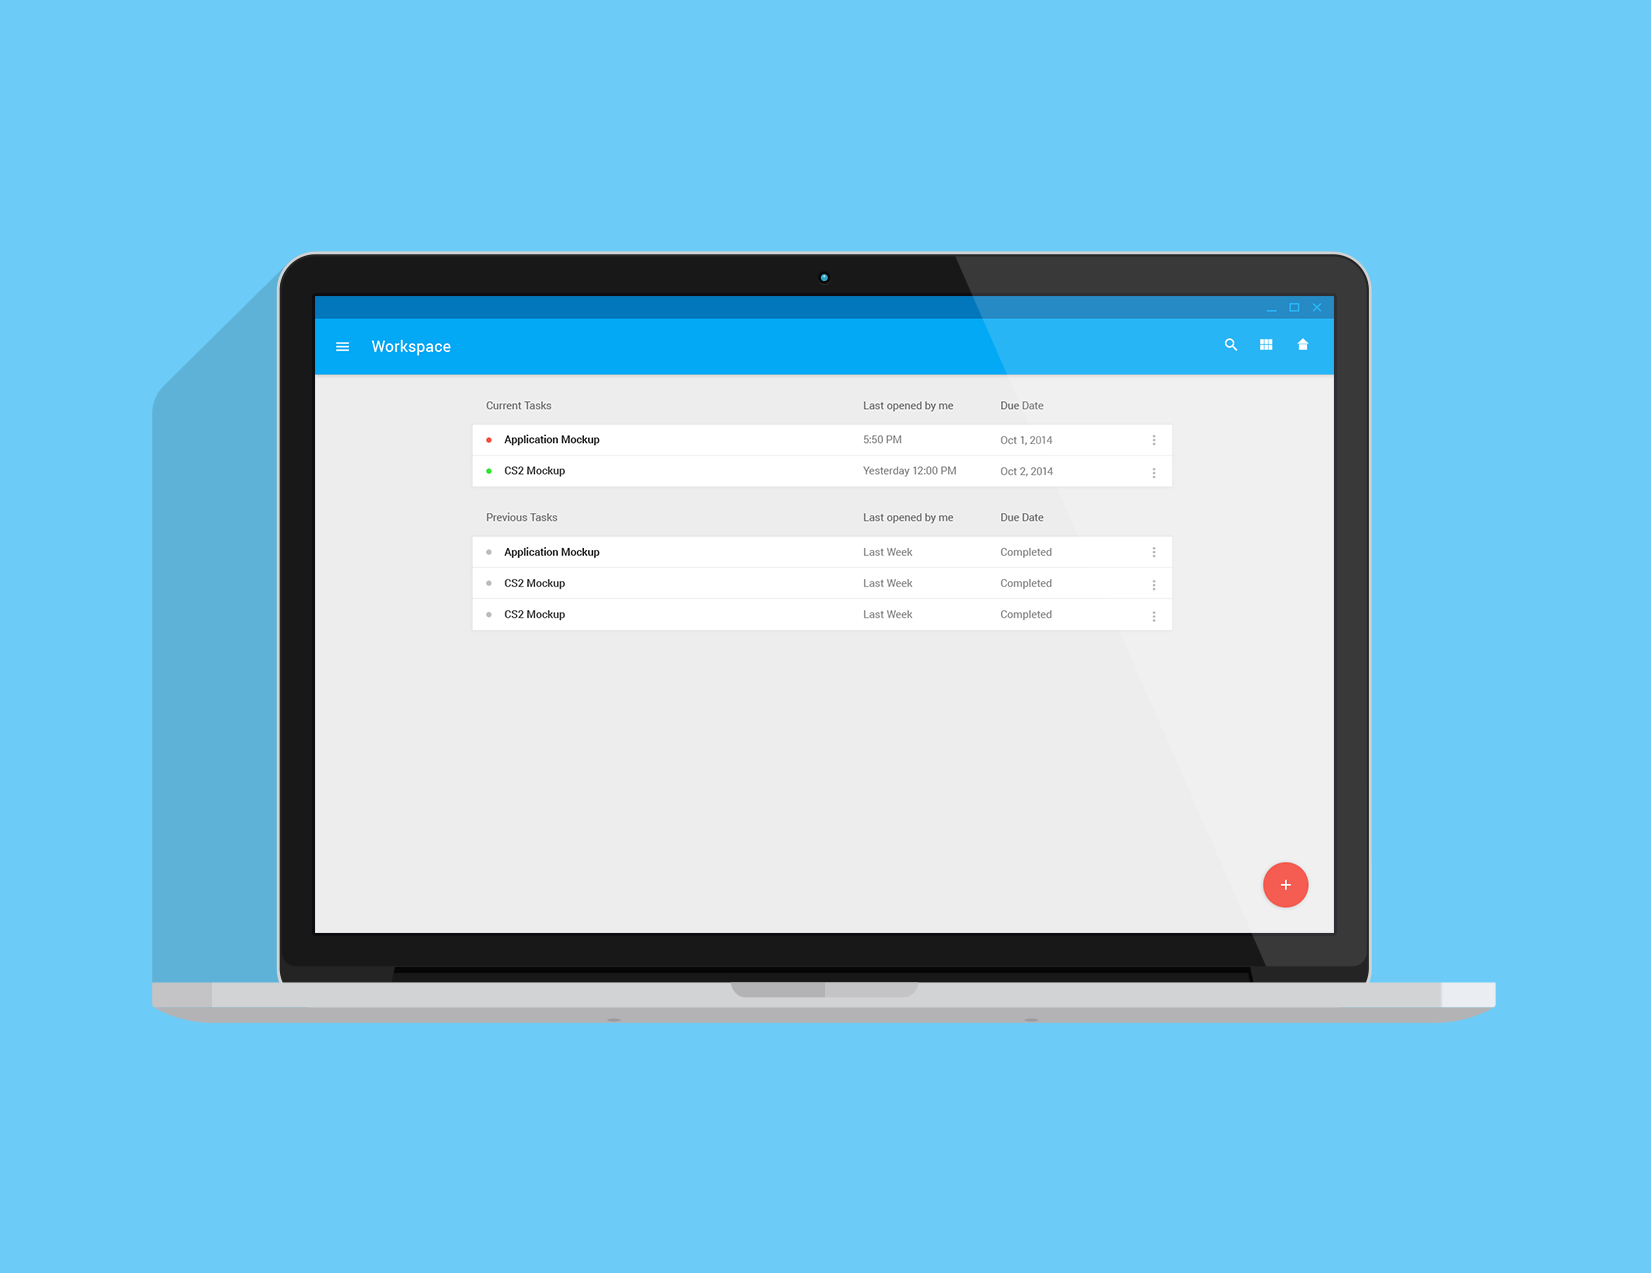 Workspace
Current Tasks Last opened by me Due Date
Application Mockup 5:50 PM Oct 1, 2014
CS2 Mockup Yesterday 12:00 PM Oct 2, 2014
Previous Tasks Last opened by me Due Date
Application Mockup Last Week Completed
CS2 Mockup Last Week Completed
CS2 Mockup Last Week Completed